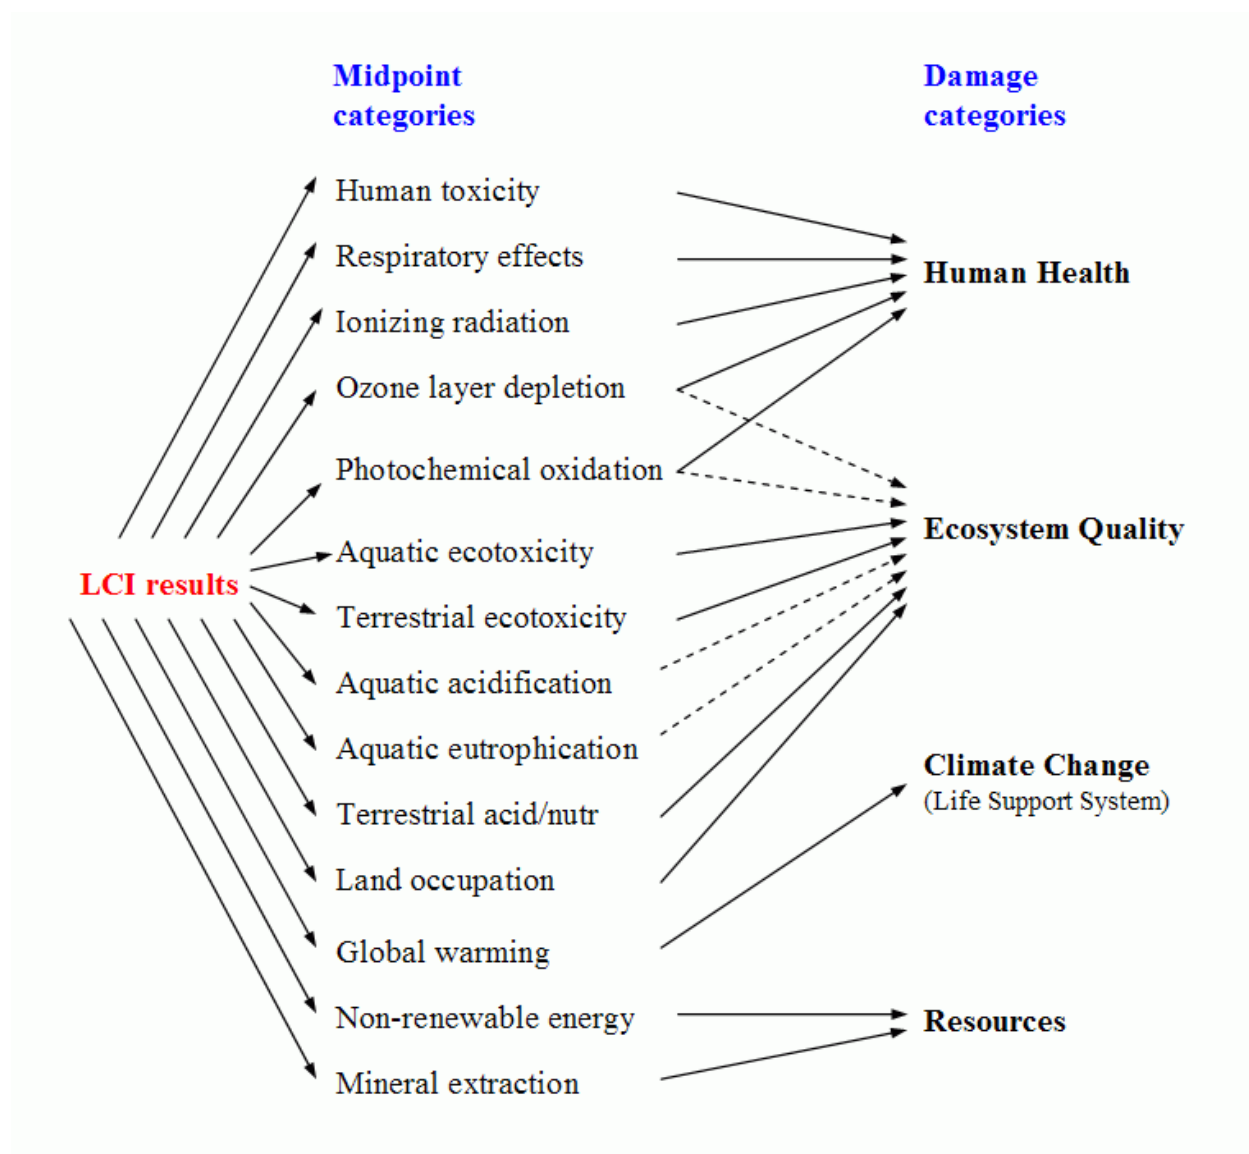 Midpoint
categories
Damage
categories
Human toxicity
Respiratory effects
Human Health
Ionizing radiation
Ozone layer depletion
Photochemical oxidation
Ecosystem Quality
Aquatic ecotoxicity
LCI results
Terrestrial ecotoxicity
Aquatic acidification
Aquatic eutrophication
Climate Change
(Life Support System)
Terrestrial acid/nutr
Land occupation
Global warming
Non-renewable energy
Resources
Mineral extraction